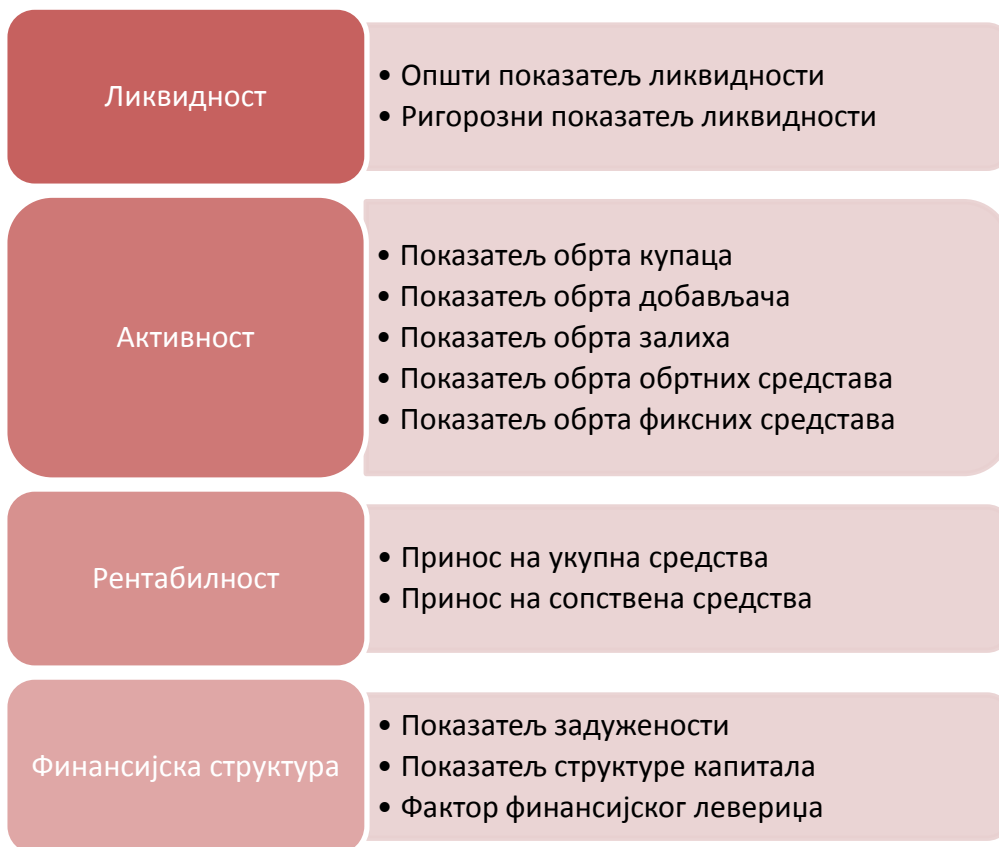 Ликвидност
• Општи показатељ ликвидности
• Ригорозни показатељ ликвидности
Активност
• Показатељ обрта купаца
• Показатељ обрта добављача
• Показатељ обрта залиха
• Показатељ обрта обртних средстава
• Показатељ обрта фиксних средстава
Рентабилност
• Принос на укупна средства
• Принос на сопствена средства
Финансијска структура
• Показатељ задужености
• Показатељ структуре капитала
• Фактор финансијског левериџа